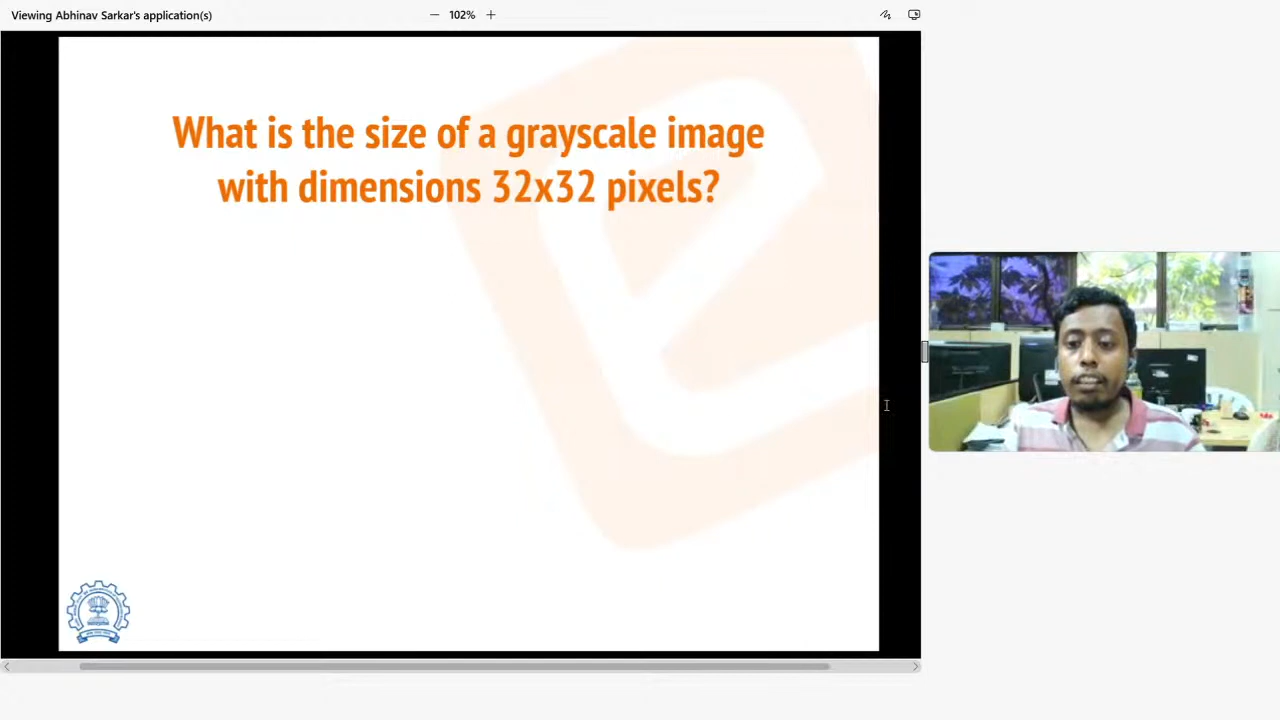 Viewing Abhinav Sarkar's application(s)
102%
What is the size of a grayscale image
with dimensions 32x32 pixels?